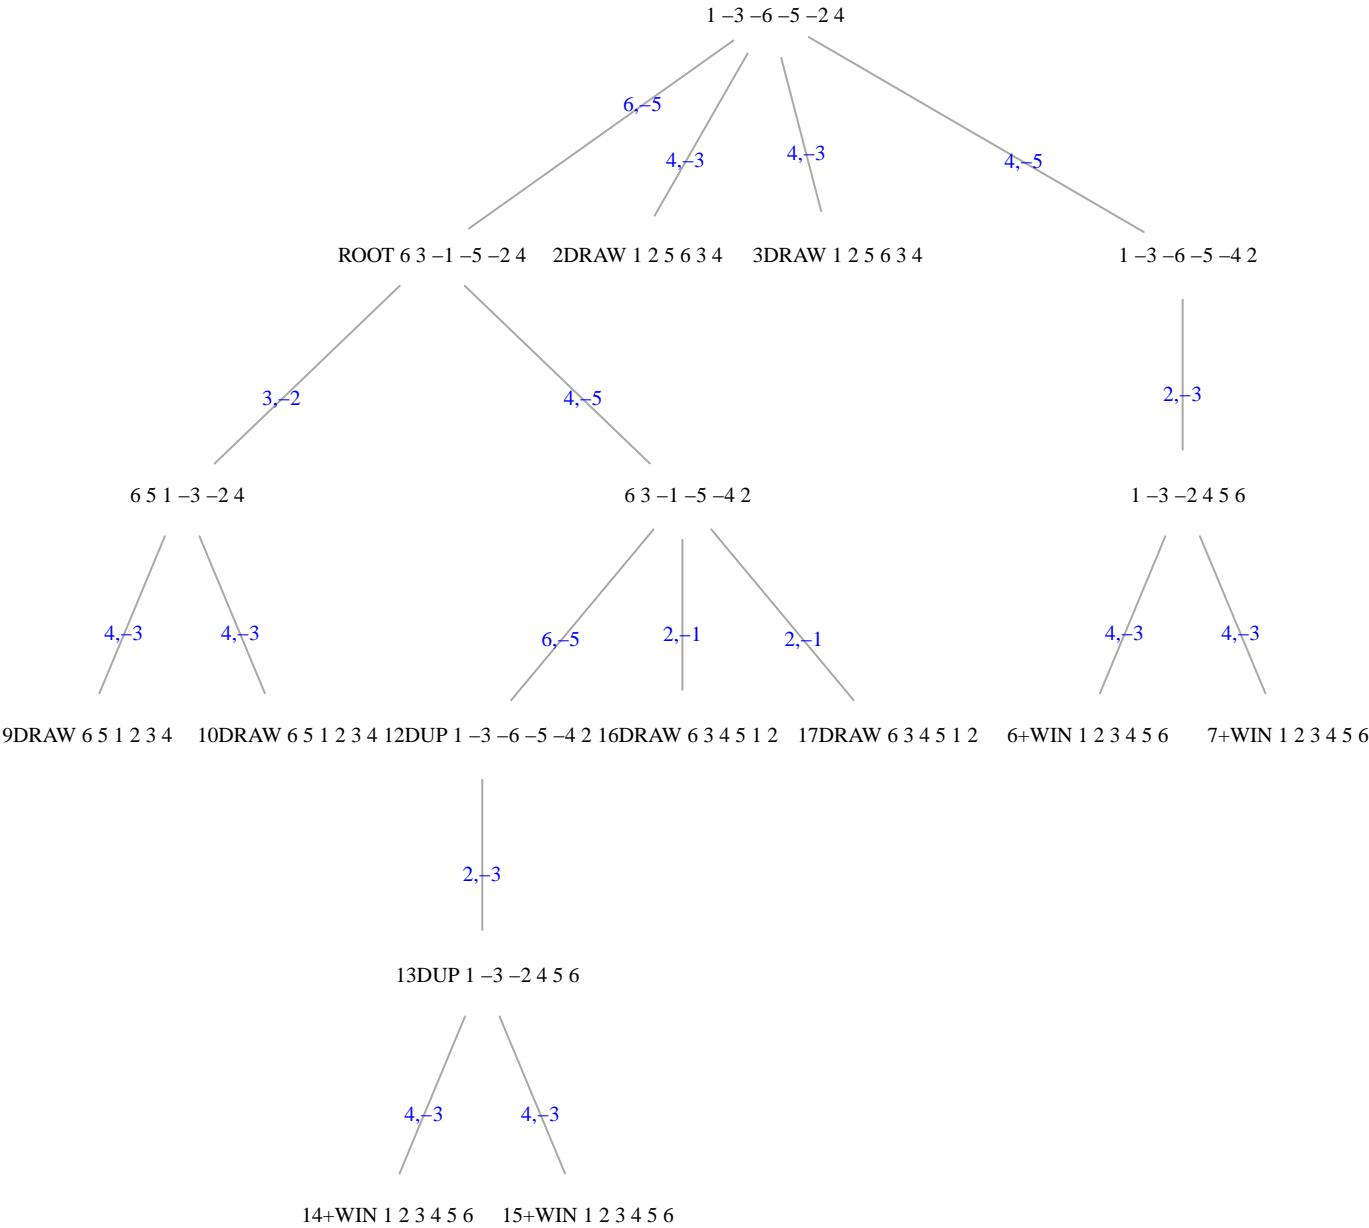 1 –3 –6 –5 –2 4
6,–5
4,–3
4,–3
4,–5
ROOT 6 3 –1 –5 –2 4
2DRAW 1 2 5 6 3 4
3DRAW 1 2 5 6 3 4
1 –3 –6 –5 –4 2
3,–2
4,–5
2,–3
6 5 1 –3 –2 4
6 3 –1 –5 –4 2
1 –3 –2 4 5 6
4,–3
4,–3
6,–5
2,–1
2,–1
4,–3
4,–3
9DRAW 6 5 1 2 3 4
10DRAW 6 5 1 2 3 4
12DUP 1 –3 –6 –5 –4 2
16DRAW 6 3 4 5 1 2
17DRAW 6 3 4 5 1 2
6+WIN 1 2 3 4 5 6
7+WIN 1 2 3 4 5 6
2,–3
13DUP 1 –3 –2 4 5 6
4,–3
4,–3
14+WIN 1 2 3 4 5 6
15+WIN 1 2 3 4 5 6